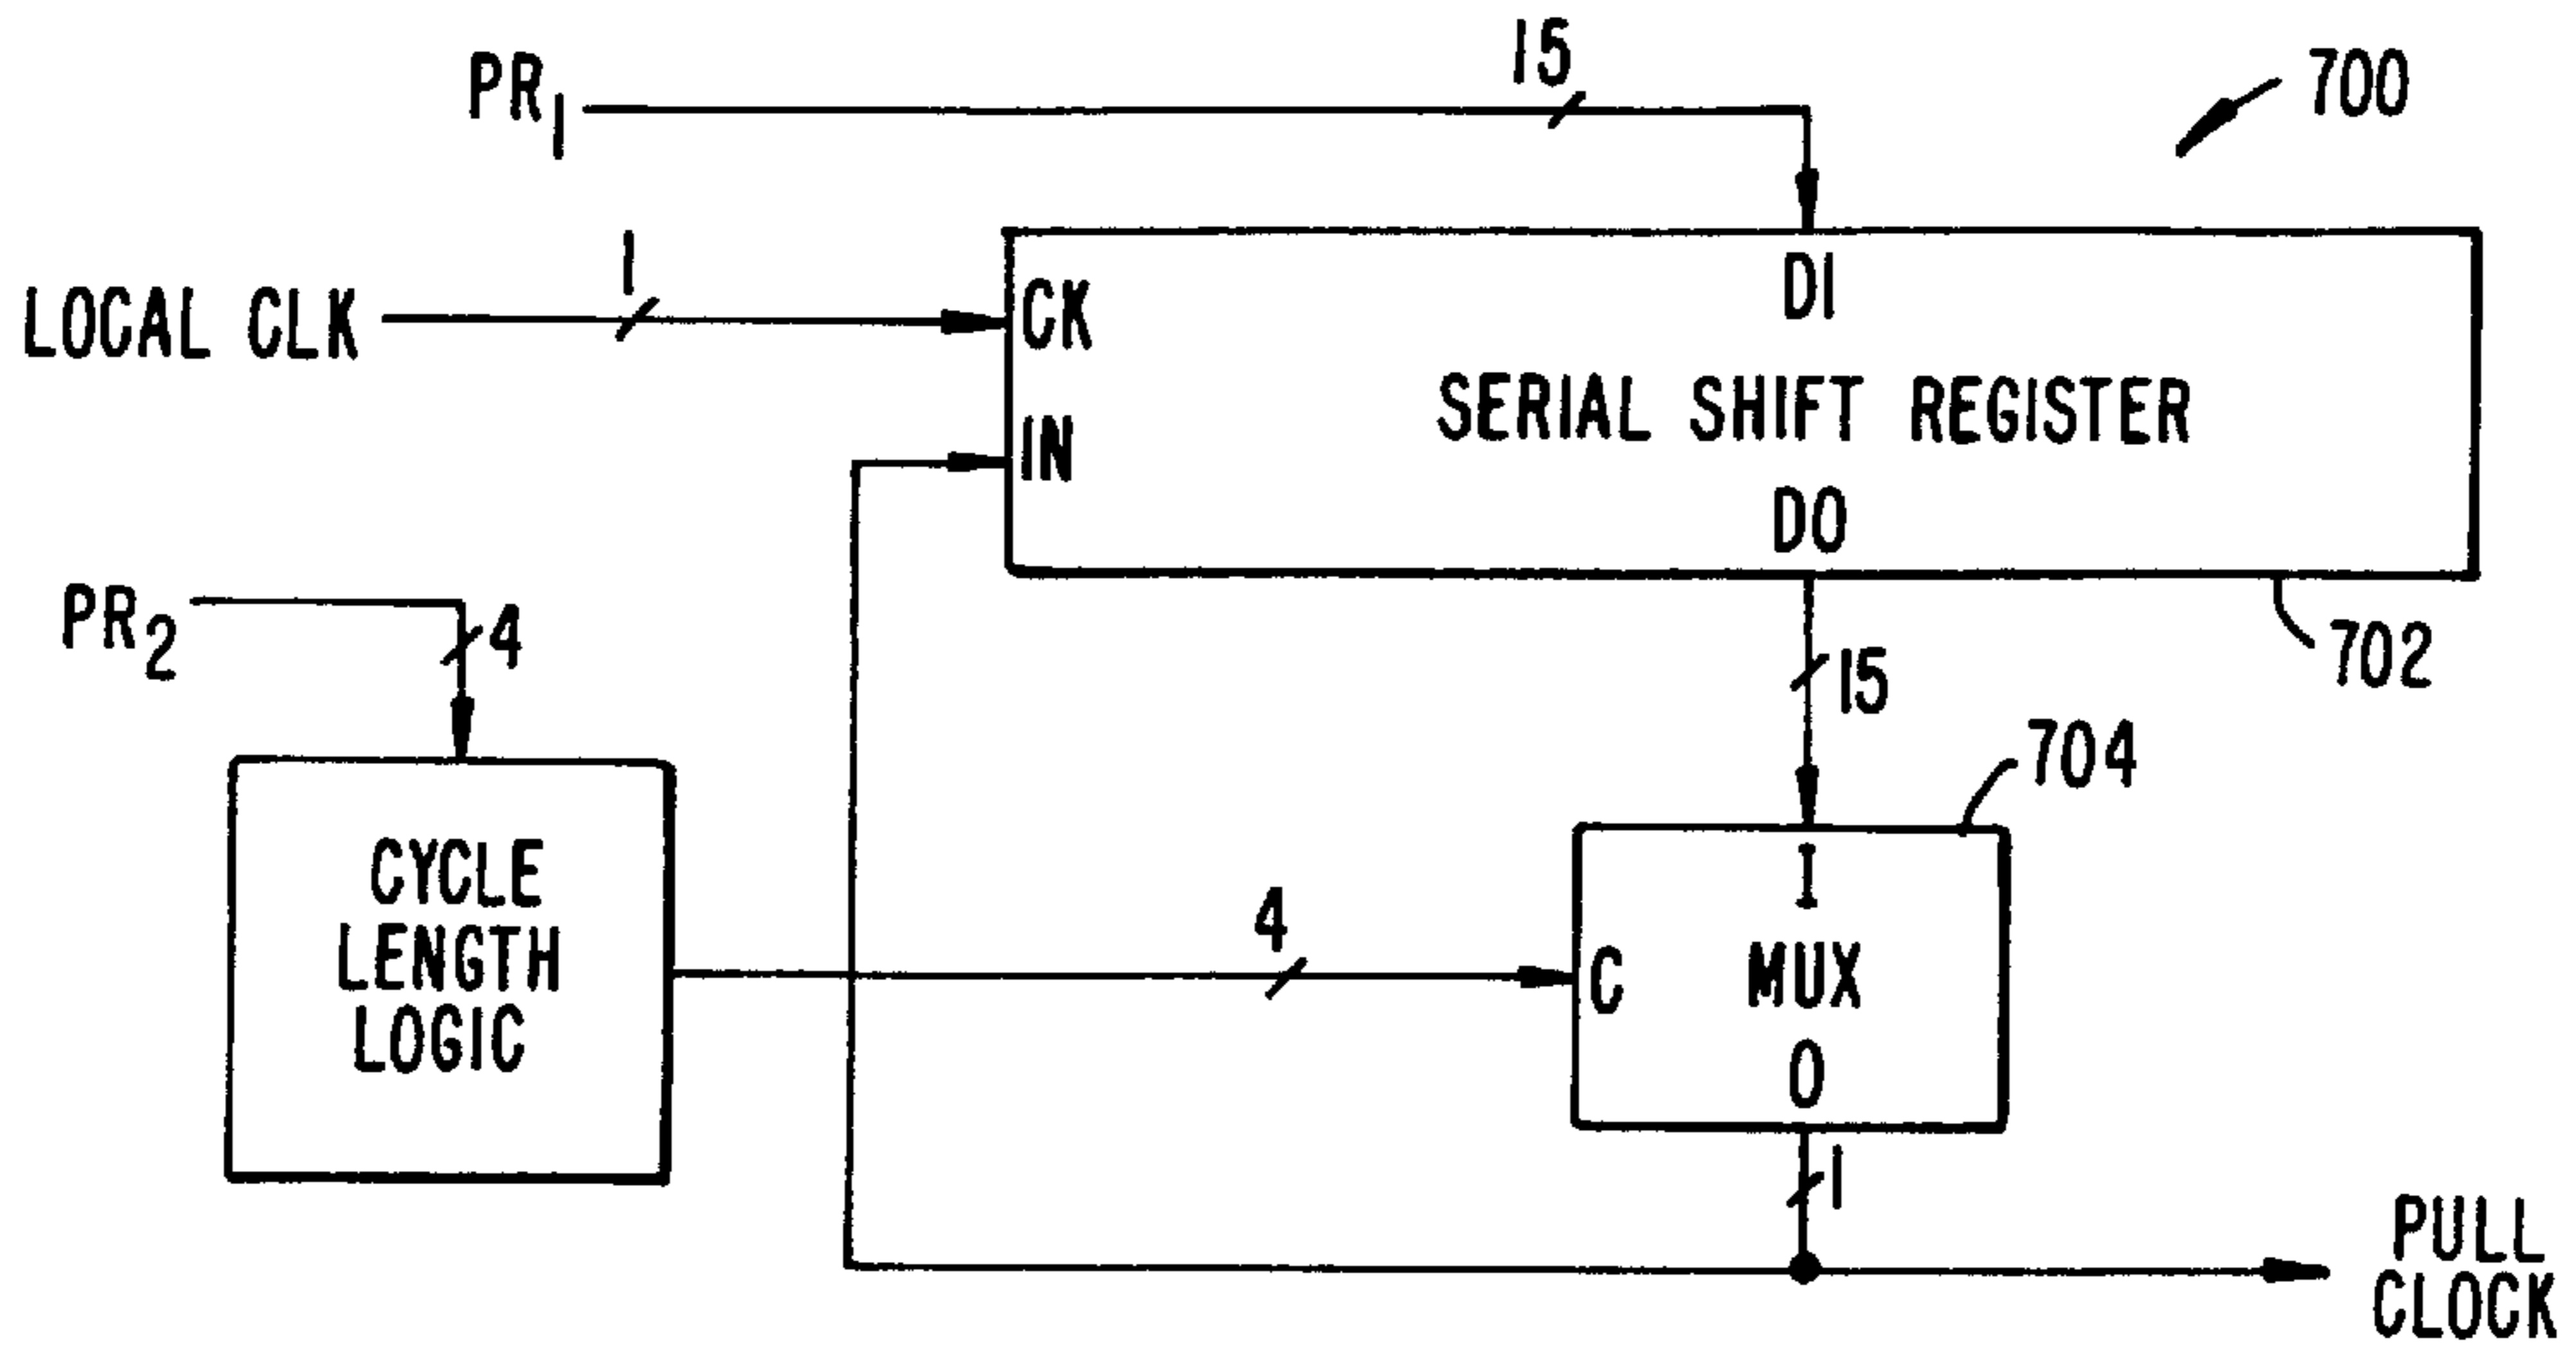 15
PR1
700
1
LOCAL CLK
CK
DI
IN
SERIAL SHIFT REGISTER
DO
PR2
4
15
702
704
CYCLE
LENGTH
LOGIC
4
I
C
MUX
O
1
PULL
CLOCK